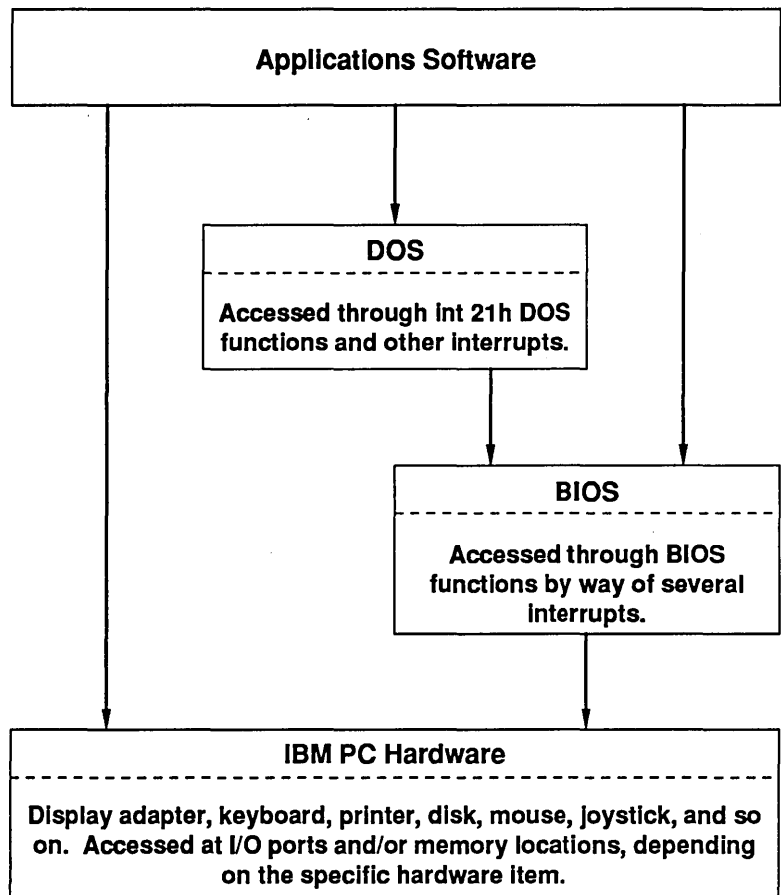 Applications Software
DOS
Accessed through int 21h DOS
functions and other interrupts.
BIOS
Accessed through BIOS
functions by way of several
interrupts.
IBM PC Hardware
Display adapter, keyboard, printer, disk, mouse, joystick, and so
on. Accessed at I/O ports and/or memory locations, depending
on the specific hardware item.